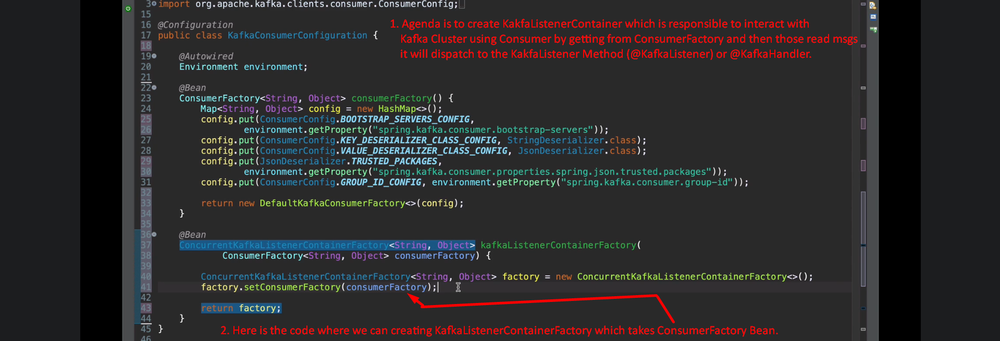 3 import org.apache.kafka.clients.consumer.ConsumerConfig;
15
16 @Configuration
17 public class KafkaConsumerConfiguration {
18
19 @Autowired
20 Environment environment;
21
22 @Bean
23 ConsumerFactory<String, Object> consumerFactory() {
24 Map<String, Object> config = new HashMap<>();
25 config.put(ConsumerConfig.BOOTSTRAP_SERVERS_CONFIG,
26 environment.getProperty("spring.kafka.consumer.bootstrap-servers"));
27 config.put(ConsumerConfig.KEY_DESERIALIZER_CLASS_CONFIG, StringDeserializer.class);
28 config.put(ConsumerConfig.VALUE_DESERIALIZER_CLASS_CONFIG, JsonDeserializer.class);
29 config.put(JsonDeserializer.TRUSTED_PACKAGES,
30 environment.getProperty("spring.kafka.consumer.properties.spring.json.trusted.packages"));
31 config.put(ConsumerConfig.GROUP_ID_CONFIG, environment.getProperty("spring.kafka.consumer.group-id"));
32
33 return new DefaultKafkaConsumerFactory<>(config);
34 }
35
36 @Bean
37 ConcurrentKafkaListenerContainerFactory<String, Object> kafkaListenerContainerFactory(
38 ConsumerFactory<String, Object> consumerFactory) {
39
40 ConcurrentKafkaListenerContainerFactory<String, Object> factory = new ConcurrentKafkaListenerContainerFactory<>();
41 factory.setConsumerFactory(consumerFactory);
42
43 return factory;
44 }
45 }
46
1. Agenda is to create KakfaListenerContainer which is responsible to interact with
Kafka Cluster using Consumer by getting from ConsumerFactory and then those read msgs
it will dispatch to the KakfaListener Method (@KafkaListener) or @KafkaHandler.
2. Here is the code where we can creating KafkaListenerContainerFactory which takes ConsumerFactory Bean.